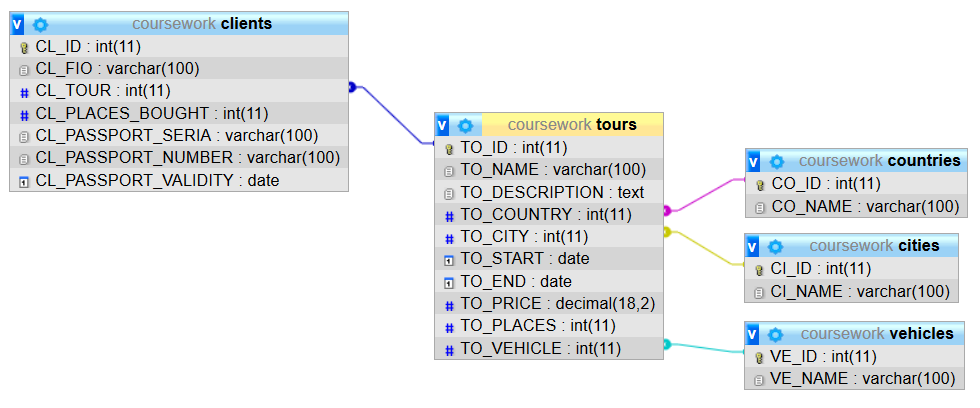 v coursework clients
CL_ID : int(11)
CL_FIO : varchar(100)
# CL_TOUR : int(11)
# CL_PLACES_BOUGHT : int(11)
CL_PASSPORT_SERIA : varchar(100)
CL_PASSPORT_NUMBER : varchar(100)
CL_PASSPORT_VALIDITY : date
v coursework tours
TO_ID : int(11)
TO_NAME : varchar(100)
TO_DESCRIPTION : text
# TO_COUNTRY : int(11)
# TO_CITY : int(11)
TO_START : date
TO_END : date
# TO_PRICE : decimal(18,2)
# TO_PLACES : int(11)
# TO_VEHICLE : int(11)
v coursework countries
CO_ID : int(11)
CO_NAME : varchar(100)
v coursework cities
CI_ID : int(11)
CI_NAME : varchar(100)
v coursework vehicles
VE_ID : int(11)
VE_NAME : varchar(100)